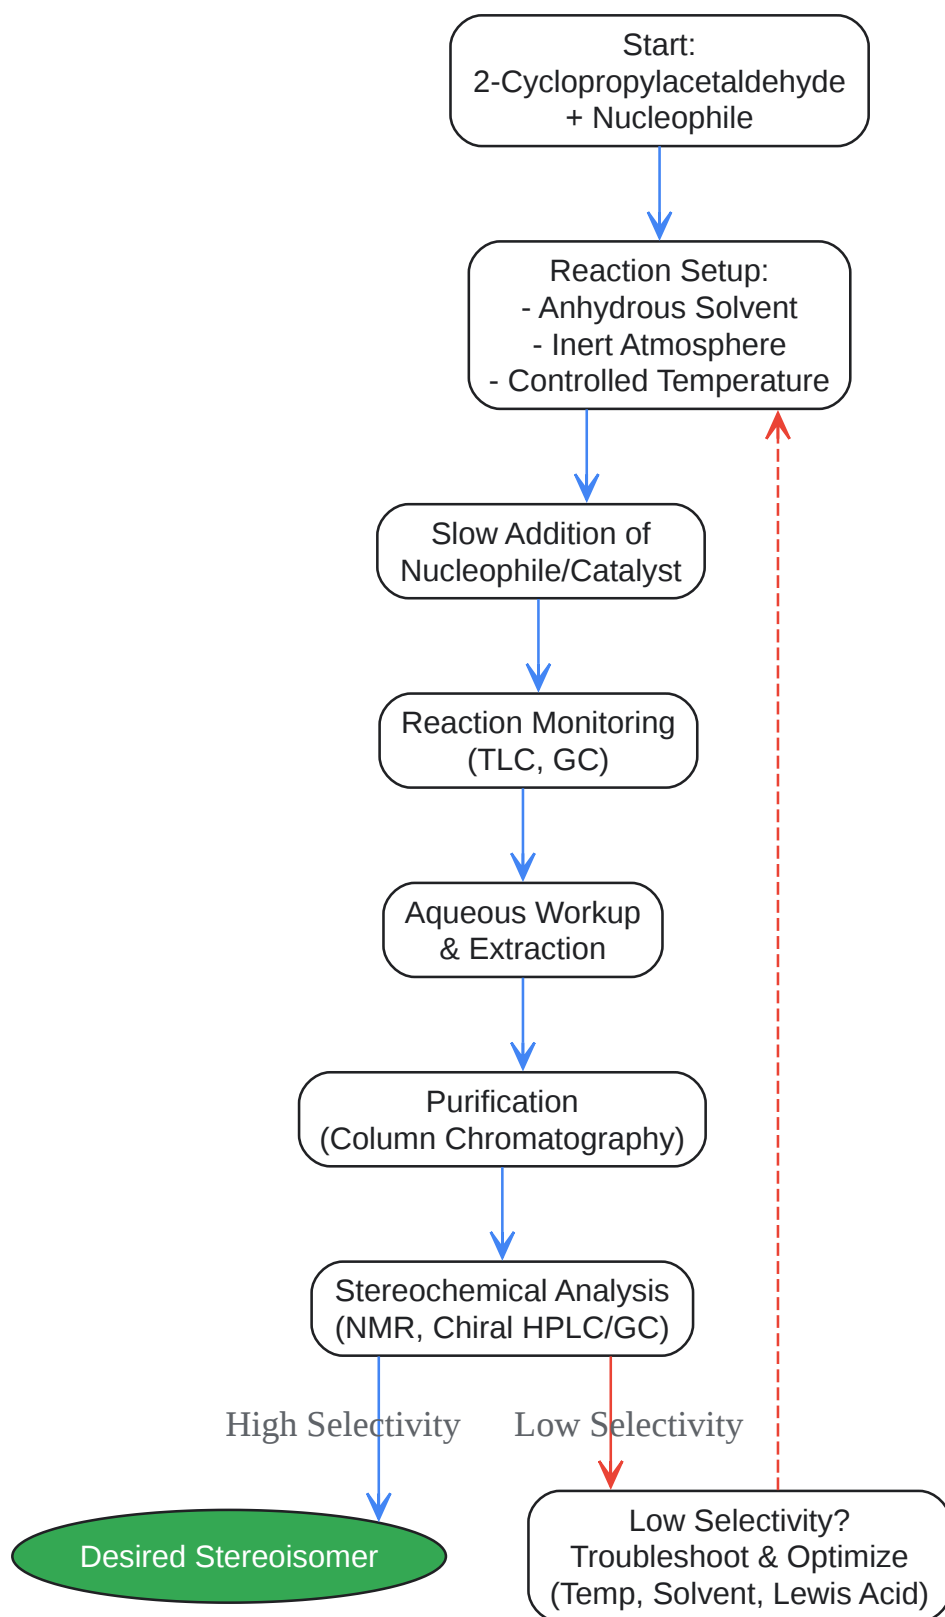 Start:
2-Cyclopropylacetaldehyde
+ Nucleophile
Reaction Setup:
- Anhydrous Solvent
- Inert Atmosphere
- Controlled Temperature
Slow Addition of
Nucleophile/Catalyst
Reaction Monitoring
(TLC, GC)
Aqueous Workup
& Extraction
Purification
(Column Chromatography)
Stereochemical Analysis
(NMR, Chiral HPLC/GC)
High Selectivity
Low Selectivity
Desired Stereoisomer
Low Selectivity?
Troubleshoot & Optimize
(Temp, Solvent, Lewis Acid)